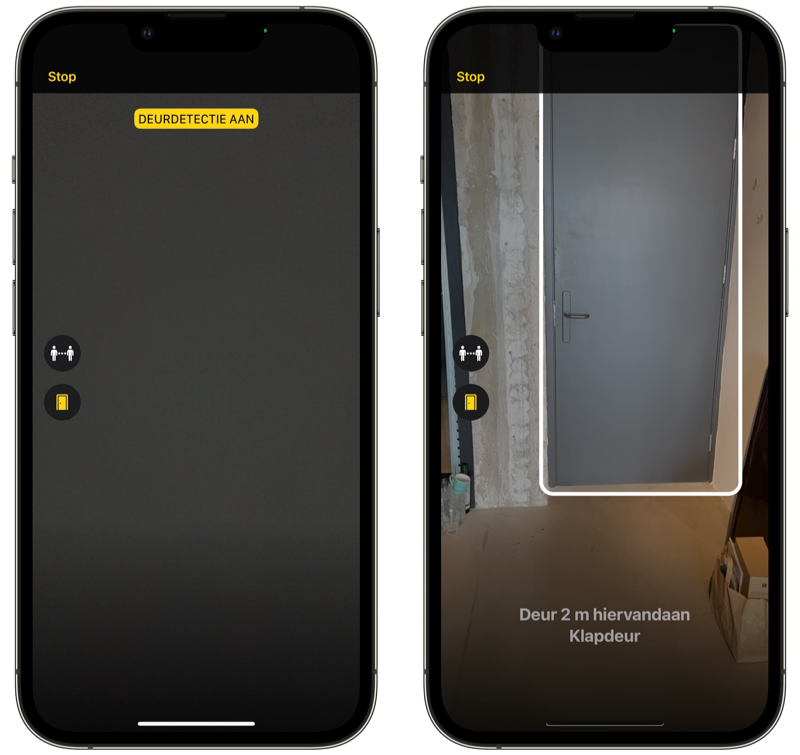 Stop
DEURDETECTIE AAN
Stop
Deur 2 m hiervandaan
Klapdeur